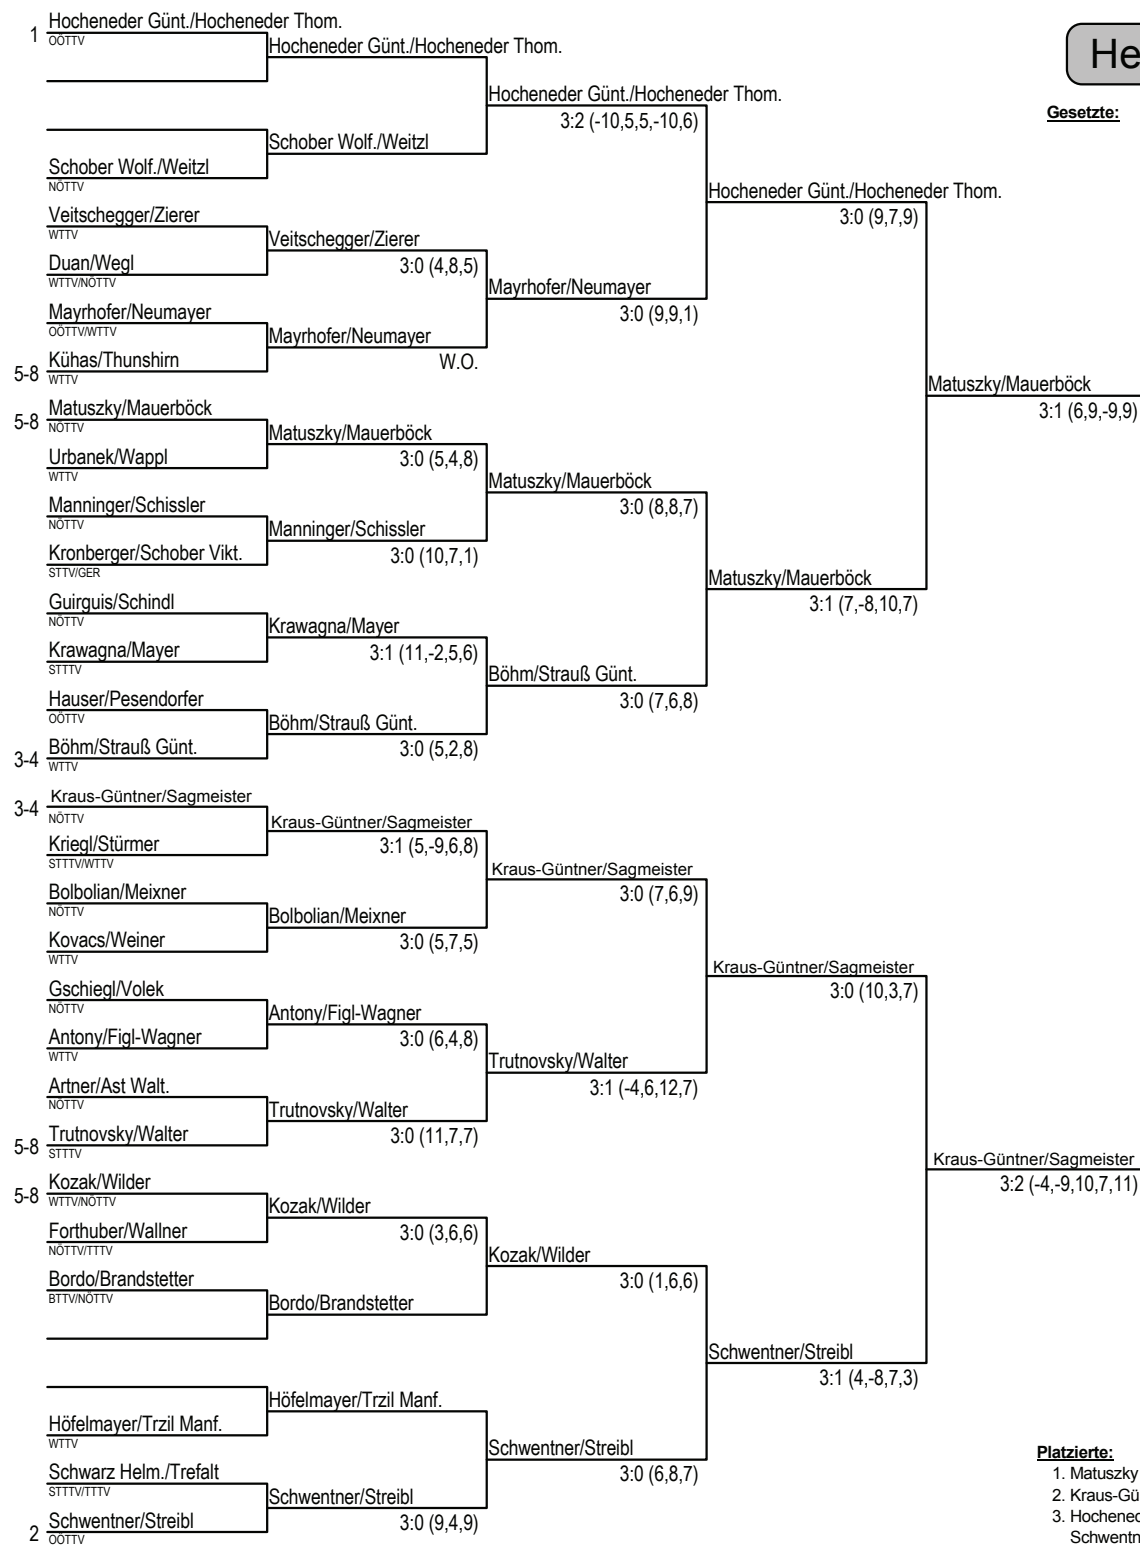 Hocheneder Günt./Hocheneder Thom.
1
OÖTTV
Hocheneder Günt./Hocheneder Thom.
He
Hocheneder Günt./Hocheneder Thom.
3:2 (-10,5,5,-10,6)
Gesetzte:
Schober Wolf./Weitzl
Schober Wolf./Weitzl
NÖTTV
Hocheneder Günt./Hocheneder Thom.
3:0 (9,7,9)
Veitschegger/Zierer
WTTV
Veitschegger/Zierer
3:0 (4,8,5)
Duan/Wegl
WTTV/NÖTTV
Mayrhofer/Neumayer
3:0 (9,9,1)
Mayrhofer/Neumayer
OÖTTV/WTTV
Mayrhofer/Neumayer
W.O.
Kühas/Thunshirn
5-8
WTTV
Matuszky/Mauerböck
3:1 (6,9,-9,9)
Matuszky/Mauerböck
5-8
NÖTTV
Matuszky/Mauerböck
3:0 (5,4,8)
Urbanek/Wappl
WTTV
Matuszky/Mauerböck
3:0 (8,8,7)
Manninger/Schissler
NÖTTV
Manninger/Schissler
3:0 (10,7,1)
Kronberger/Schober Vikt.
STTV/GER
Matuszky/Mauerböck
3:1 (7,-8,10,7)
Guirguis/Schindl
NÖTTV
Krawagna/Mayer
3:1 (11,-2,5,6)
Krawagna/Mayer
STTTV
Böhm/Strauß Günt.
3:0 (7,6,8)
Hauser/Pesendorfer
OÖTTV
Böhm/Strauß Günt.
3:0 (5,2,8)
Böhm/Strauß Günt.
3-4
WTTV
Kraus-Güntner/Sagmeister
3-4
NÖTTV
Kraus-Güntner/Sagmeister
3:1 (5,-9,6,8)
Kriegl/Stürmer
STTTV/WTTV
Kraus-Güntner/Sagmeister
3:0 (7,6,9)
Bolbolian/Meixner
NÖTTV
Bolbolian/Meixner
3:0 (5,7,5)
Kovacs/Weiner
WTTV
Kraus-Güntner/Sagmeister
3:0 (10,3,7)
Gschiegl/Volek
NÖTTV
Antony/Figl-Wagner
3:0 (6,4,8)
Antony/Figl-Wagner
WTTV
Trutnovsky/Walter
3:1 (-4,6,12,7)
Artner/Ast Walt.
NÖTTV
Trutnovsky/Walter
3:0 (11,7,7)
Trutnovsky/Walter
5-8
STTTV
Kraus-Güntner/Sagmeister
3:2 (-4,-9,10,7,11)
Kozak/Wilder
5-8
WTTV/NÖTTV
Kozak/Wilder
3:0 (3,6,6)
Forthuber/Wallner
NÖTTV/TTTV
Kozak/Wilder
3:0 (1,6,6)
Bordo/Brandstetter
BTTV/NÖTTV
Bordo/Brandstetter
Schwentner/Streibl
3:1 (4,-8,7,3)
Höfelmayer/Trzil Manf.
Höfelmayer/Trzil Manf.
WTTV
Schwentner/Streibl
3:0 (6,8,7)
Schwarz Helm./Trefalt
STTTV/TTTV
Schwentner/Streibl
3:0 (9,4,9)
Schwentner/Streibl
2
OÖTTV
Platzierte:
1. Matuszky
2. Kraus-Gü
3. Hochened
Schwentn